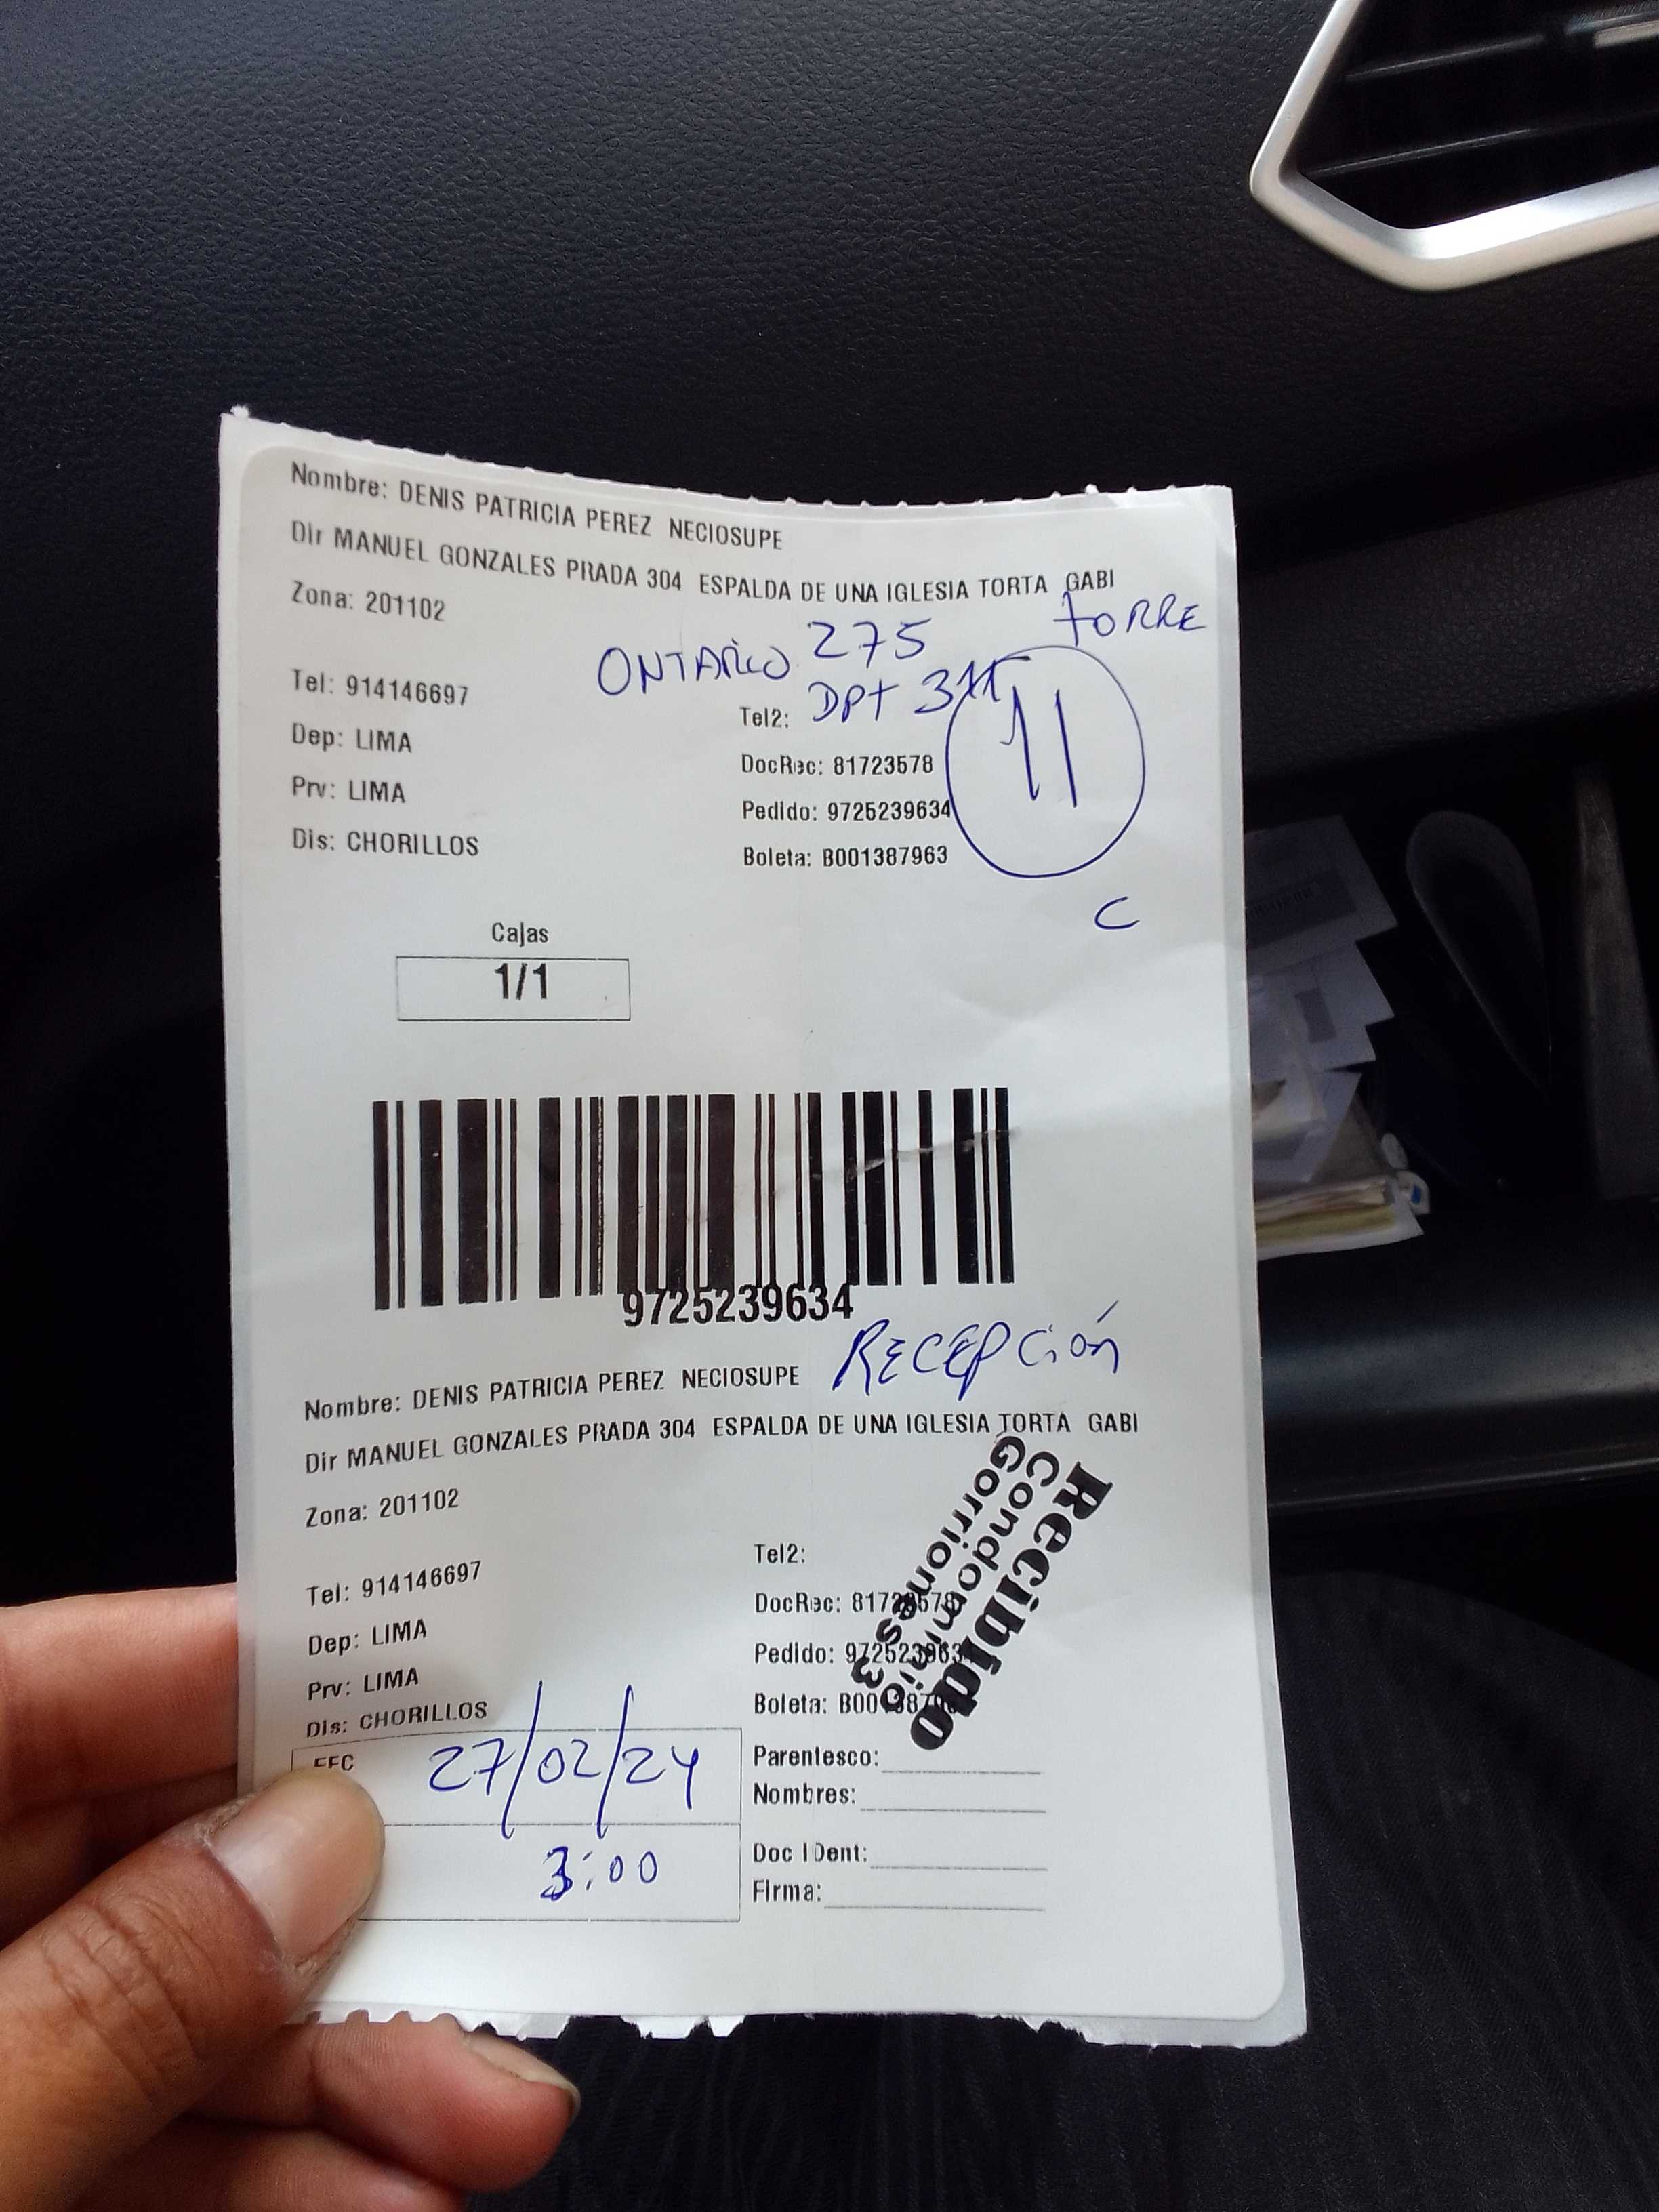 Nombre: DENIS PATRICIA PEREZ NECIOSUPE
Dir MANUEL GONZALES PRADA 304 ESPALDA DE UNA IGLESIA TORTA GABI
Zona: 201102
TORRE
ONTARIO 275
DPT
11
Tel: 914146697
Tel2:
Dep: LIMA
DocRec: 81723578
Prv: LIMA
Pedido: 9725239634
Dis: CHORILLOS
Boleta: B001387963
C
Cajas
1/1
9725239634
RECEPCIÓN
Nombre: DENIS PATRICIA PEREZ NECIOSUPE
Dir MANUEL GONZALES PRADA 304 ESPALDA DE UNA IGLESIA TORTA GABI
Zona: 201102
Recibido
Condominio
Gorriones 3
Tel: 914146697
Tel2:
Dep: LIMA
DocRec: 81723578
Prv: LIMA
Pedido: 9725239634
Dis: CHORILLOS
Boleta: B001387963
27/02/24
3:00
Parentesco:
Nombres:
Doc IDent:
Firma: